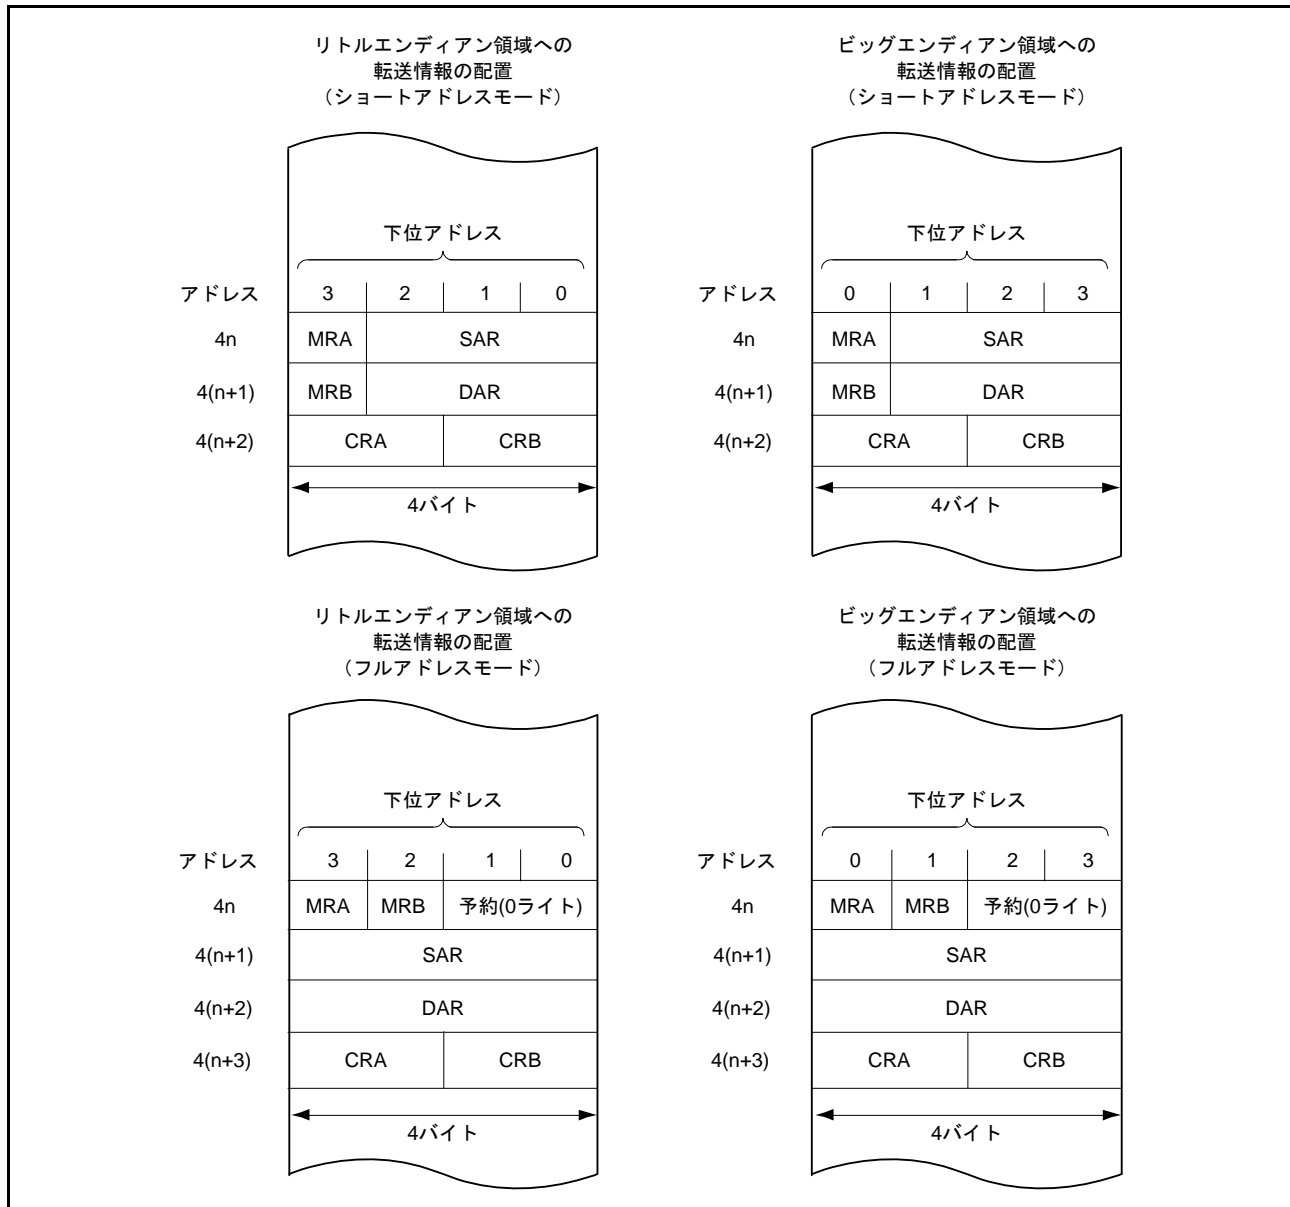 リトルエンディアン領域への
転送情報の配置
（ショートアドレスモード）
下位アドレス
アドレス 3 2 1 0
4n MRA SAR
4(n+1) MRB DAR
4(n+2) CRA CRB
4バイト
ビッグエンディアン領域への
転送情報の配置
（ショートアドレスモード）
下位アドレス
アドレス 0 1 2 3
4n MRA SAR
4(n+1) MRB DAR
4(n+2) CRA CRB
4バイト
リトルエンディアン領域への
転送情報の配置
（フルアドレスモード）
下位アドレス
アドレス 3 2 1 0
4n MRA MRB 予約(0ライト)
4(n+1) SAR
4(n+2) DAR
4(n+3) CRA CRB
4バイト
ビッグエンディアン領域への
転送情報の配置
（フルアドレスモード）
下位アドレス
アドレス 0 1 2 3
4n MRA MRB 予約(0ライト)
4(n+1) SAR
4(n+2) DAR
4(n+3) CRA CRB
4バイト